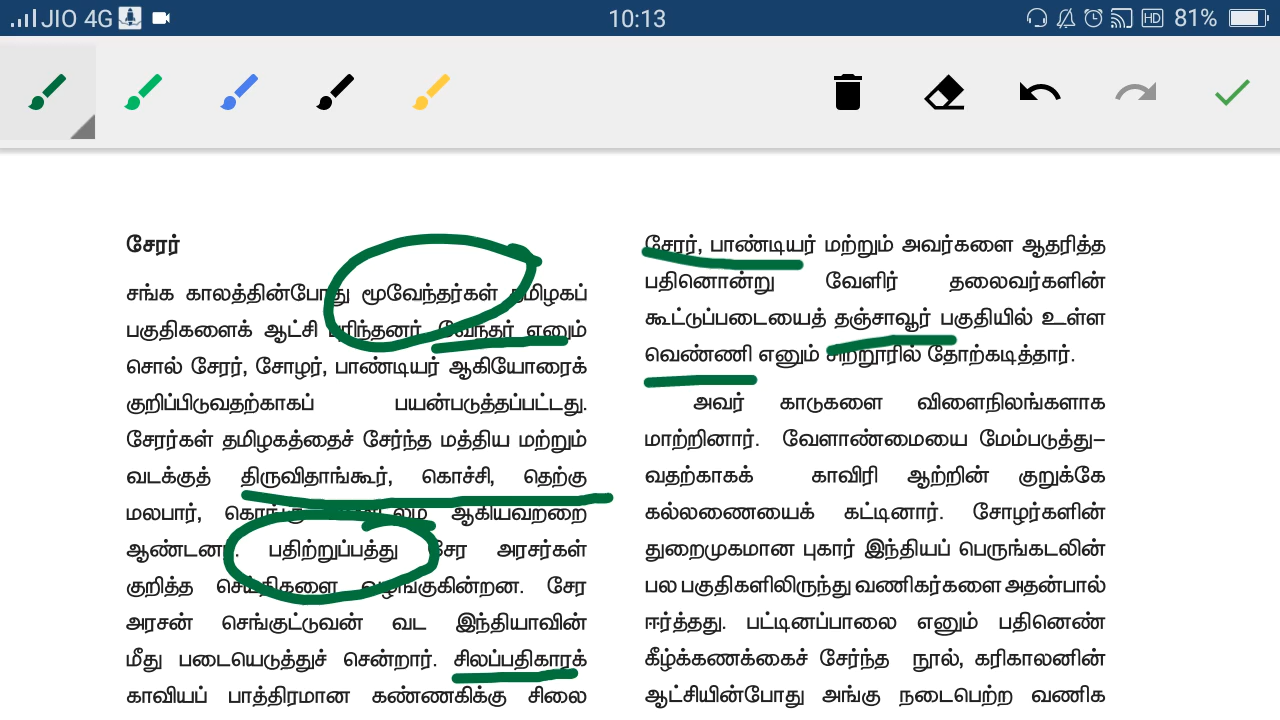 JIO 4G 10:13 HD 81%
சேரர்
சங்க காலத்தின்போது மூவேந்தர்கள் தமிழகப்
பகுதிகளைக் ஆட்சி புரிந்தனர். வேந்தர் எனும்
சொல் சேரர், சோழர், பாண்டியர் ஆகியோரைக்
குறிப்பிடுவதற்காகப் பயன்படுத்தப்பட்டது.
சேரர்கள் தமிழகத்தைச் சேர்ந்த மத்திய மற்றும்
வடக்குத் திருவிதாங்கூர், கொச்சி, தெற்கு
மலபார், ஆகியவற்றை
ஆண்டனர். பதிற்றுப்பத்து சேர அரசர்கள்
குறித்த செய்திகளை வழங்குகின்றன. சேர
அரசன் செங்குட்டுவன் வட இந்தியாவின்
மீது படையெடுத்துச் சென்றார். சிலப்பதிகாரக்
காவியப் பாத்திரமான கண்ணகிக்கு சிலை
சேரர், பாண்டியர் மற்றும் அவர்களை ஆதரித்த
பதினொன்று வேளிர் தலைவர்களின்
கூட்டுப்படையைத் தஞ்சாவூர் பகுதியில் உள்ள
வெண்ணி எனும் சிற்றூரில் தோற்கடித்தார்.
அவர் காடுகளை விளைநிலங்களாக
மாற்றினார். வேளாண்மையை மேம்படுத்து–
வதற்காகக் காவிரி ஆற்றின் குறுக்கே
கல்லணையைக் கட்டினார். சோழர்களின்
துறைமுகமான புகார் இந்தியப் பெருங்கடலின்
பல பகுதிகளிலிருந்து வணிகர்களை அதன்பால்
ஈர்த்தது. பட்டினப்பாலை எனும் பதினெண்
கீழ்க்கணக்கைச் சேர்ந்த நூல், கரிகாலனின்
ஆட்சியின்போது அங்கு நடைபெற்ற வணிக